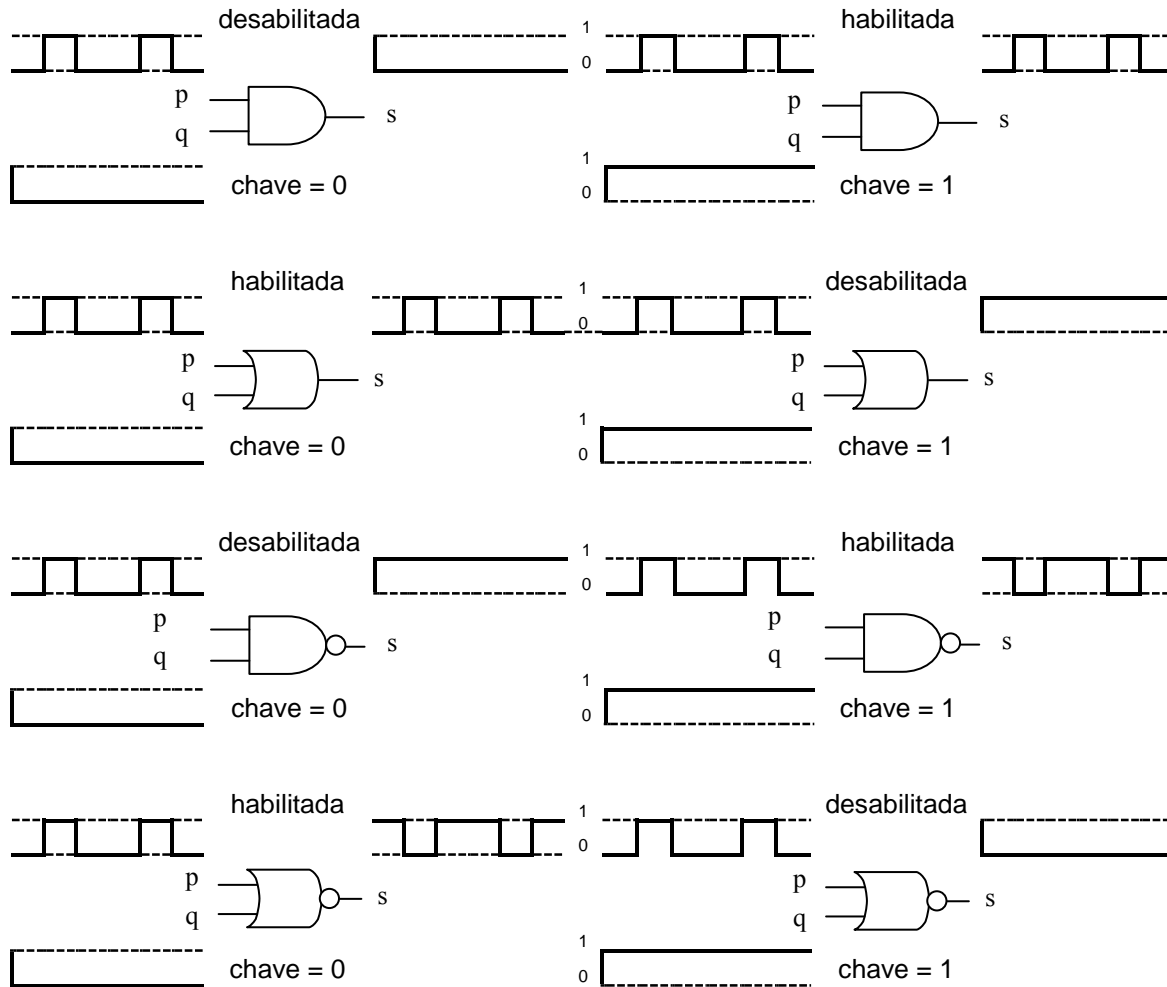 desabilitada 1 habilitada
0
p s p s
q q
1
chave = 0 0 chave = 1
habilitada 1 desabilitada
0
p s p s
q q
1
chave = 0 0 chave = 1
desabilitada 1 habilitada
0
p s p s
q q
1
chave = 0 0 chave = 1
habilitada 1 desabilitada
0
p s p s
q q
1
chave = 0 0 chave = 1